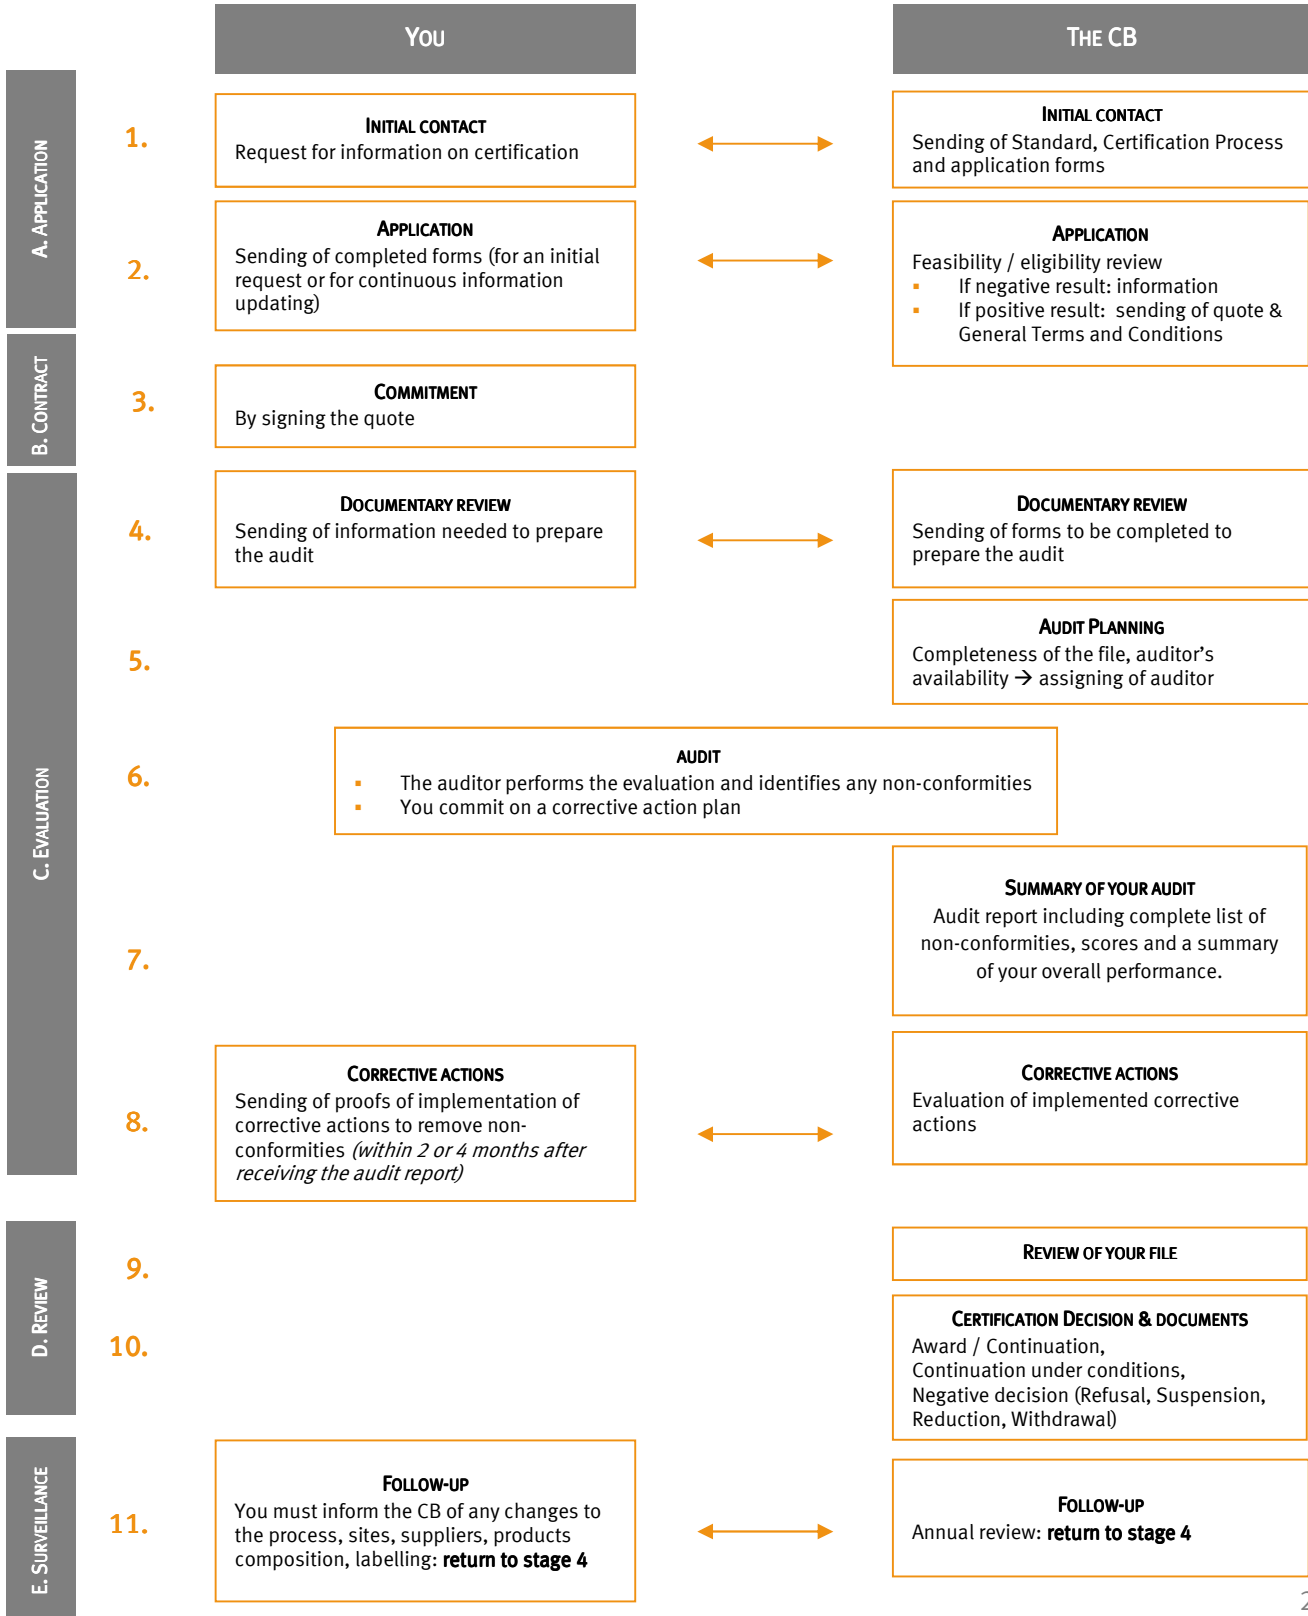 YOU
THE CB
A. APPLICATION
1.
INITIAL CONTACT
Request for information on certification
INITIAL CONTACT
Sending of Standard, Certification Process
and application forms
2.
APPLICATION
Sending of completed forms (for an initial
request or for continuous information
updating)
APPLICATION
Feasibility / eligibility review
▪ If negative result: information
▪ If positive result: sending of quote &
General Terms and Conditions
B. CONTRACT
3.
COMMITMENT
By signing the quote
C. EVALUATION
4.
DOCUMENTARY REVIEW
Sending of information needed to prepare
the audit
DOCUMENTARY REVIEW
Sending of forms to be completed to
prepare the audit
5.
AUDIT PLANNING
Completeness of the file, auditor's
availability → assigning of auditor
6.
AUDIT
▪ The auditor performs the evaluation and identifies any non-conformities
▪ You commit on a corrective action plan
7.
SUMMARY OF YOUR AUDIT
Audit report including complete list of
non-conformities, scores and a summary
of your overall performance.
8.
CORRECTIVE ACTIONS
Sending of proofs of implementation of
corrective actions to remove non-
conformities (within 2 or 4 months after
receiving the audit report)
CORRECTIVE ACTIONS
Evaluation of implemented corrective
actions
D. REVIEW
9.
REVIEW OF YOUR FILE
10.
CERTIFICATION DECISION & DOCUMENTS
Award / Continuation,
Continuation under conditions,
Negative decision (Refusal, Suspension,
Reduction, Withdrawal)
E. SURVEILLANCE
11.
FOLLOW-UP
You must inform the CB of any changes to
the process, sites, suppliers, products
composition, labelling: return to stage 4
FOLLOW-UP
Annual review: return to stage 4